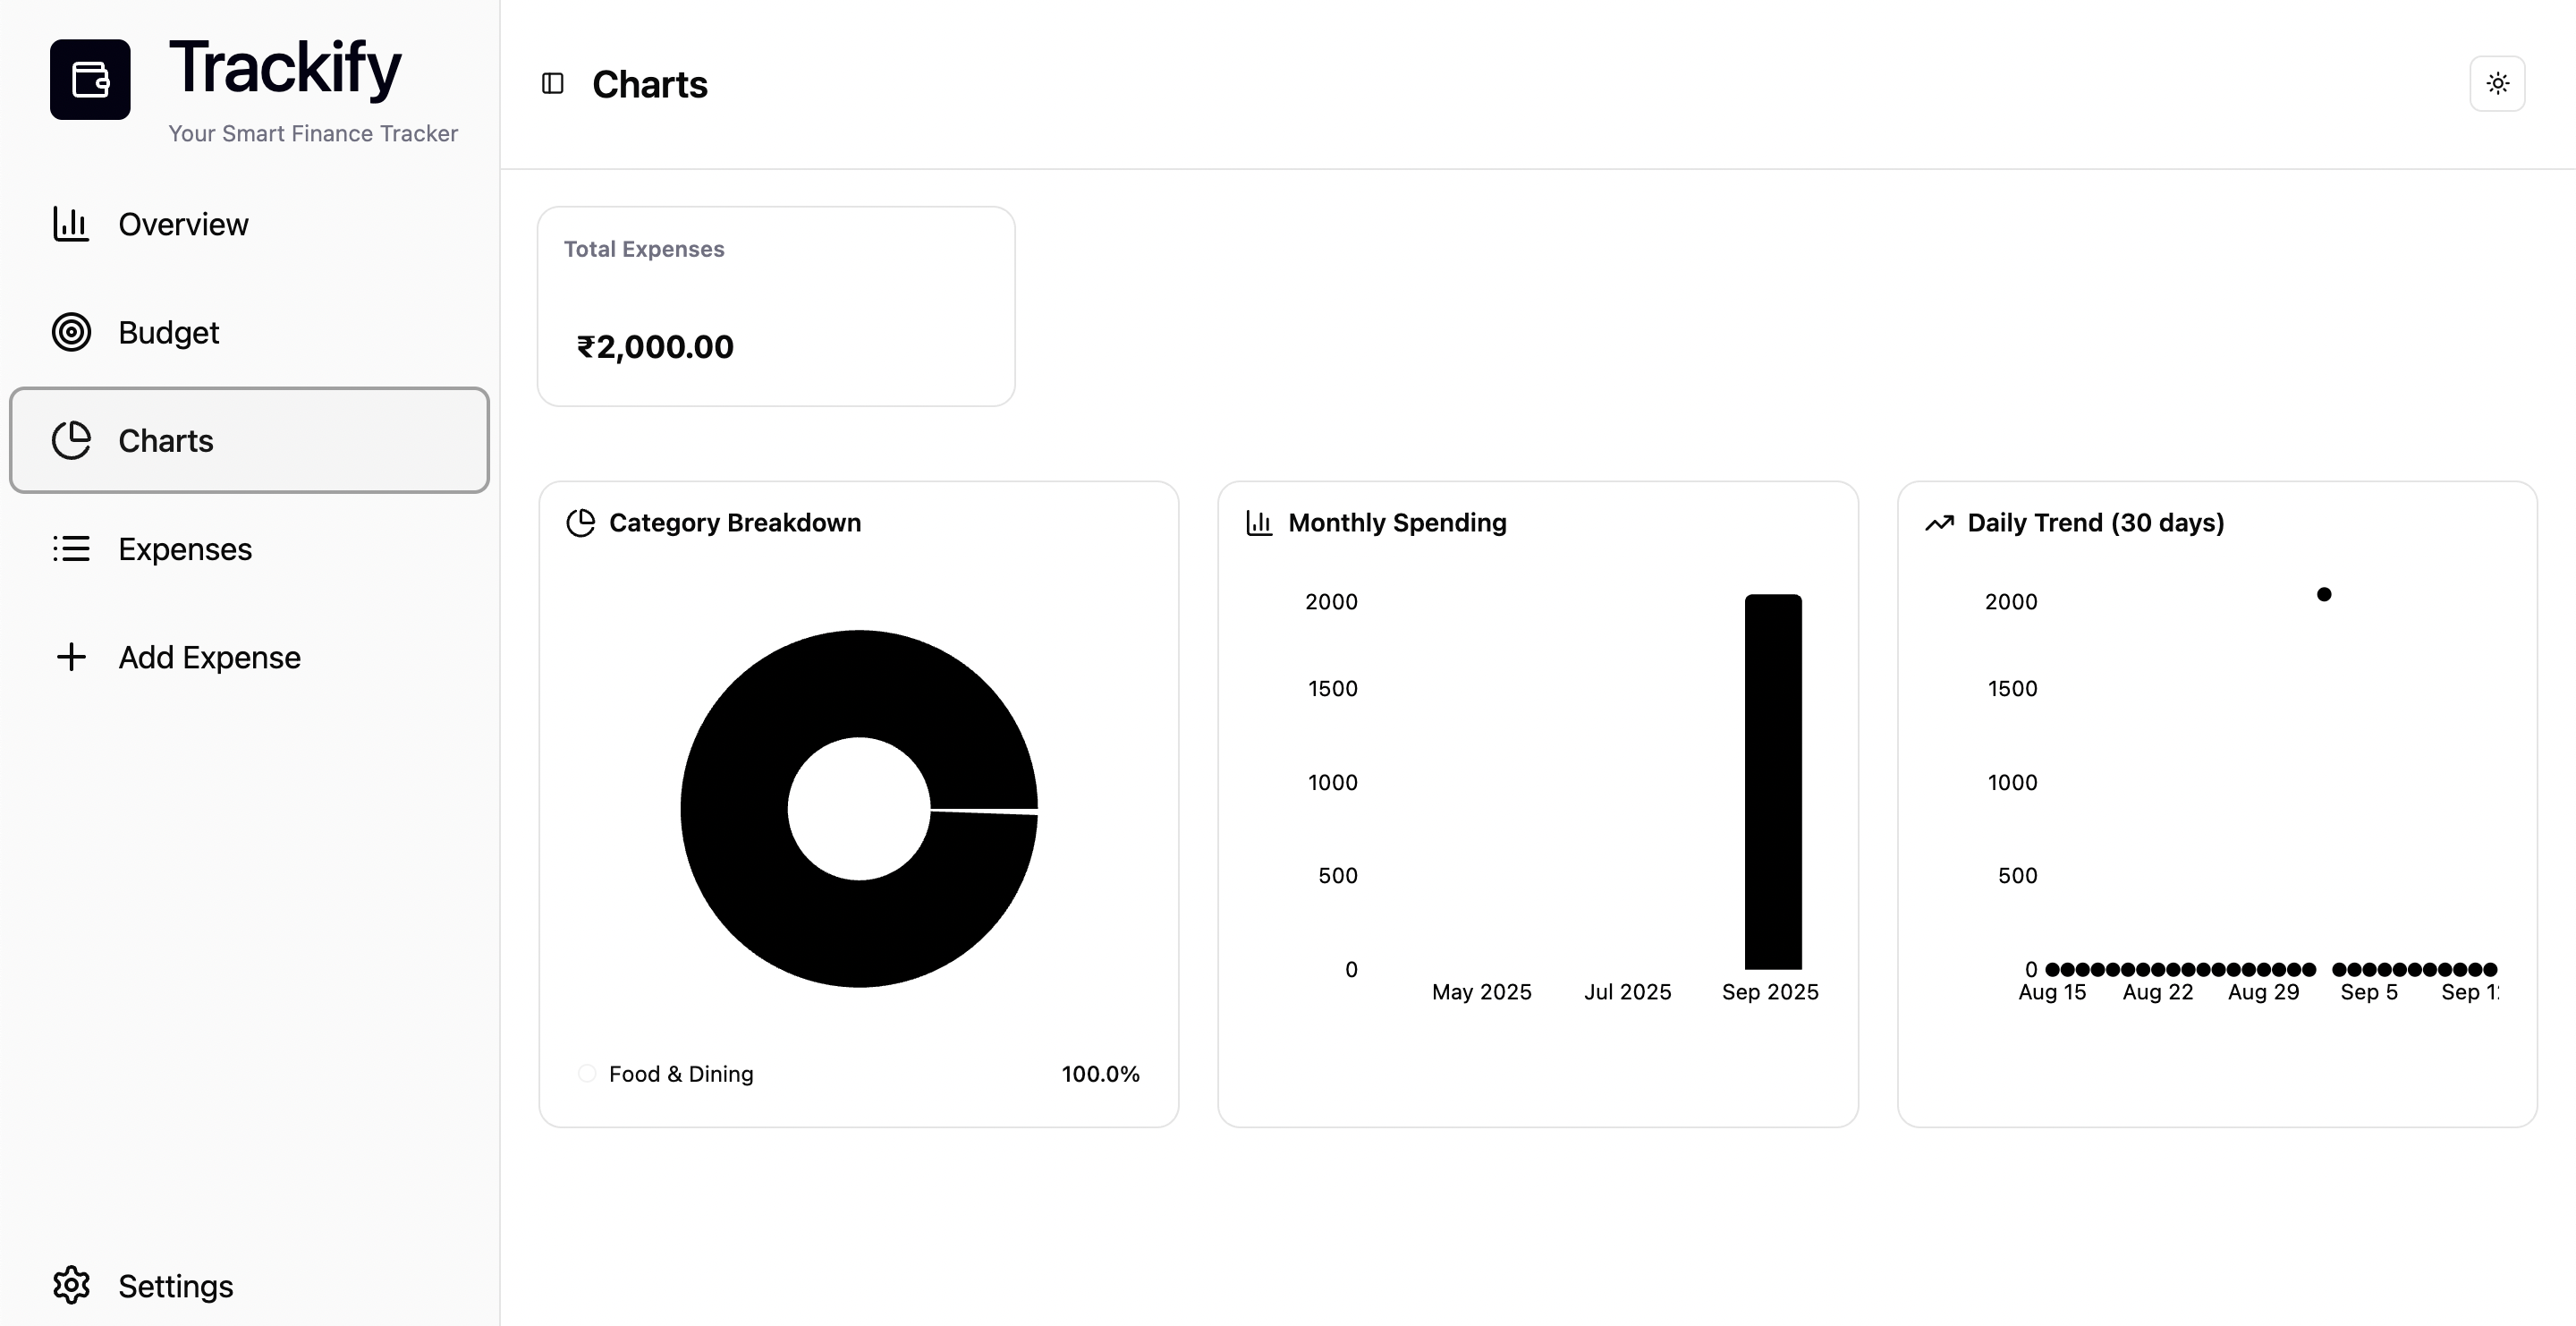 Trackify
Your Smart Finance Tracker
Overview
Budget
Charts
Expenses
Add Expense
Settings
Charts
Total Expenses
₹2,000.00
Category Breakdown
Food & Dining 100.0%
Monthly Spending
2000
1500
1000
500
0
May 2025 Jul 2025 Sep 2025
Daily Trend (30 days)
2000
1500
1000
500
0
Aug 15 Aug 22 Aug 29 Sep 5 Sep